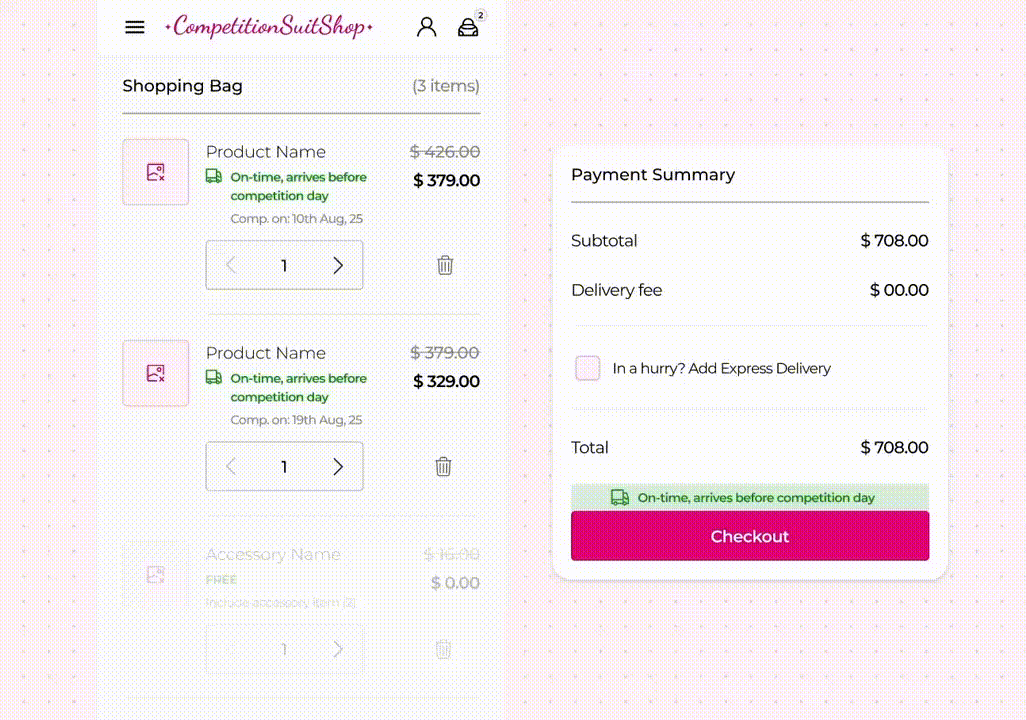 CompetitionSuitShop
2
Shopping Bag
(3 items)
Product Name
$ 426.00
On-time, arrives before
competition day
$ 379.00
Comp. on: 10th Aug, 25
1
Product Name
$ 379.00
On-time, arrives before
competition day
$ 329.00
Comp. on: 19th Aug, 25
1
Accessory Name
$ 16.00
FREE
$ 0.00
Include accessory item (2)
1
Payment Summary
Subtotal
$ 708.00
Delivery fee
$ 00.00
In a hurry? Add Express Delivery
Total
$ 708.00
On-time, arrives before competition day
Checkout